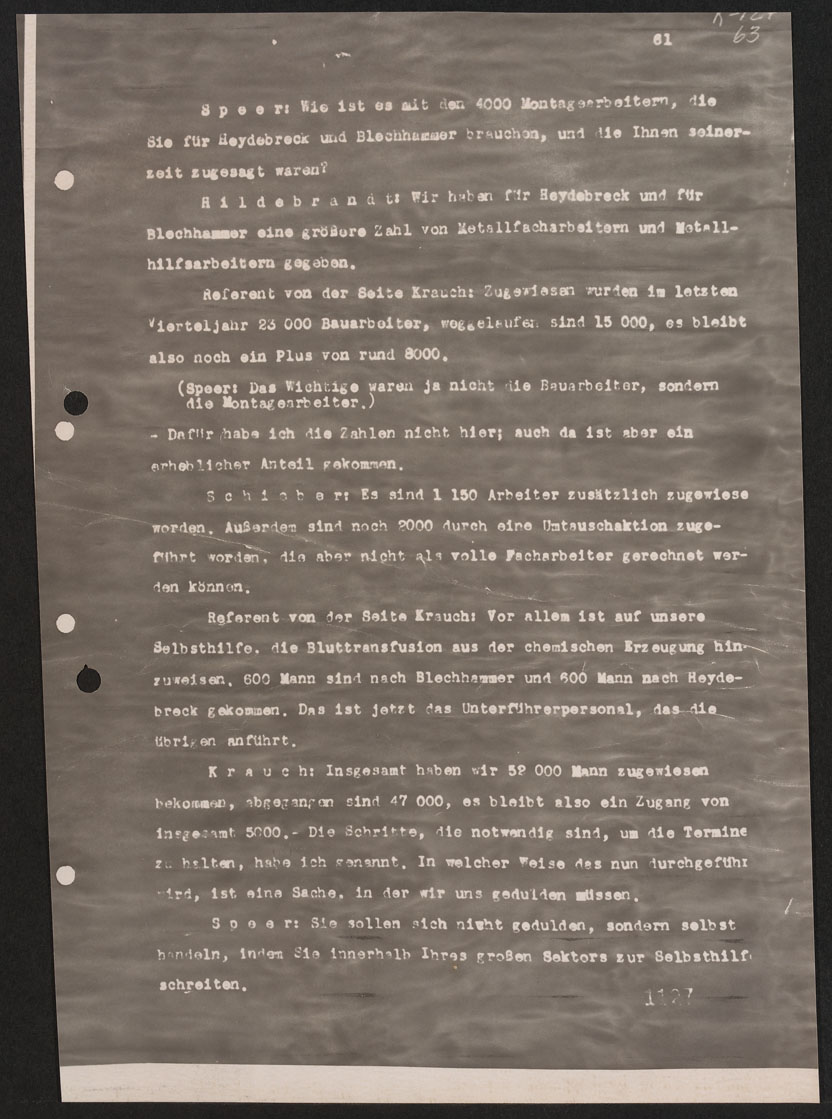 61
63
S p e e r: Wie ist es mit den 4000 Montagearbeitern, die
Sie für Heydebreck und Blechhammer brauchen, und die Ihnen seiner-
zeit zugesagt waren?
H i l d e b r a n d t: Wir haben für Heydebreck und für
Blechhammer eine größere Zahl von Metallfacharbeitern und Metall-
hilfsarbeitern gegeben.
Referent von der Seite Krauch: Zugewiesen wurden im letzten
Vierteljahr 23 000 Bauarbeiter, weggelaufen sind 15 000, es bleibt
also noch ein Plus von rund 8000.
(Speer: Das Wichtige waren ja nicht die Bauarbeiter, sondern
die Montagearbeiter.)
- Dafür habe ich die Zahlen nicht hier; auch da ist aber ein
erheblicher Anteil gekommen.
S c h i e b e r: Es sind 1 150 Arbeiter zusätzlich zugewiese
worden. Außerdem sind noch 2000 durch eine Umtauschaktion zuge-
führt worden, die aber nicht als volle Facharbeiter gerechnet wer-
den können.
Referent von der Seite Krauch: Vor allem ist auf unsere
Selbsthilfe, die Bluttransfusion aus der chemischen Erzeugung hin-
zuweisen. 600 Mann sind nach Blechhammer und 600 Mann nach Heyde-
breck gekommen. Das ist jetzt das Unterführerpersonal, das die
übrigen anführt.
K r a u c h: Insgesamt haben wir 52 000 Mann zugewiesen
bekommen, abgegangen sind 47 000, es bleibt also ein Zugang von
insgesamt 5000.- Die Schritte, die notwendig sind, um die Termine
zu halten, habe ich genannt. In welcher Weise das nun durchgeführ
wird, ist eine Sache, in der wir uns gedulden müssen.
S p e e r: Sie sollen sich nicht gedulden, sondern selbst
handeln, indem Sie innerhalb Ihres großen Sektors zur Selbsthilf
schreiten.
1127